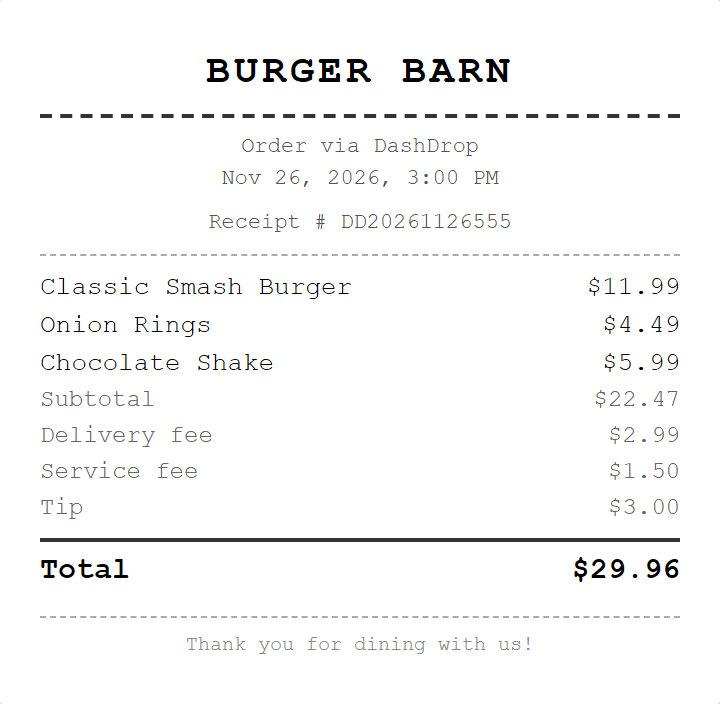 BURGER BARN
Order via DashDrop
Nov 26, 2026, 3:00 PM
Receipt # DD20261126555
Classic Smash Burger $11.99
Onion Rings $4.49
Chocolate Shake $5.99
Subtotal $22.47
Delivery fee $2.99
Service fee $1.50
Tip $3.00
Total $29.96
Thank you for dining with us!